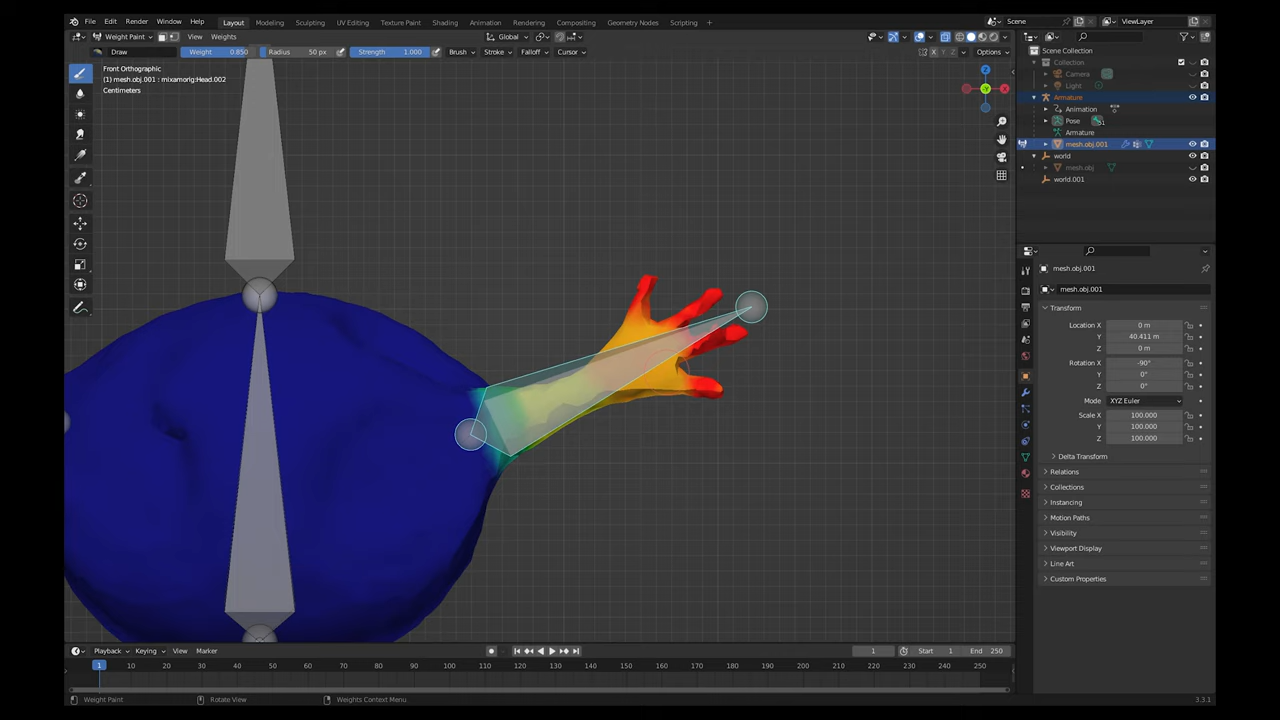 File Edit Render Window Help Layout Modeling Sculpting UV Editing Texture Paint Shading Animation Rendering Compositing Geometry Nodes Scripting + Scene ViewLayer
Weight Paint View Weights Global
Draw Weight 0.850 Radius 50 px Strength 1.000 Brush Stroke Falloff Cursor X Y Z Options
Front Orthographic
(1) mesh.obj.001 : mixamorig:Head.002
Centimeters
Z
Y
X
Scene Collection
Collection
Camera
Light
Armature
Animation
Pose
Armature
mesh.obj.001
world
mesh.obj
world.001
mesh.obj.001
mesh.obj.001
Transform
Location X 0 m
Y 40.411 m
Z 0 m
Rotation X -90°
Y 0°
Z 0°
Mode XYZ Euler
Scale X 100.000
Y 100.000
Z 100.000
Delta Transform
Relations
Collections
Instancing
Motion Paths
Visibility
Viewport Display
Line Art
Custom Properties
Playback Keying View Marker 1 Start 1 End 250
1 10 20 30 40 50 60 70 80 90 100 110 120 130 140 150 160 170 180 190 200 210 220 230 240 250
Weight Paint Rotate View Weights Context Menu 3.3.1